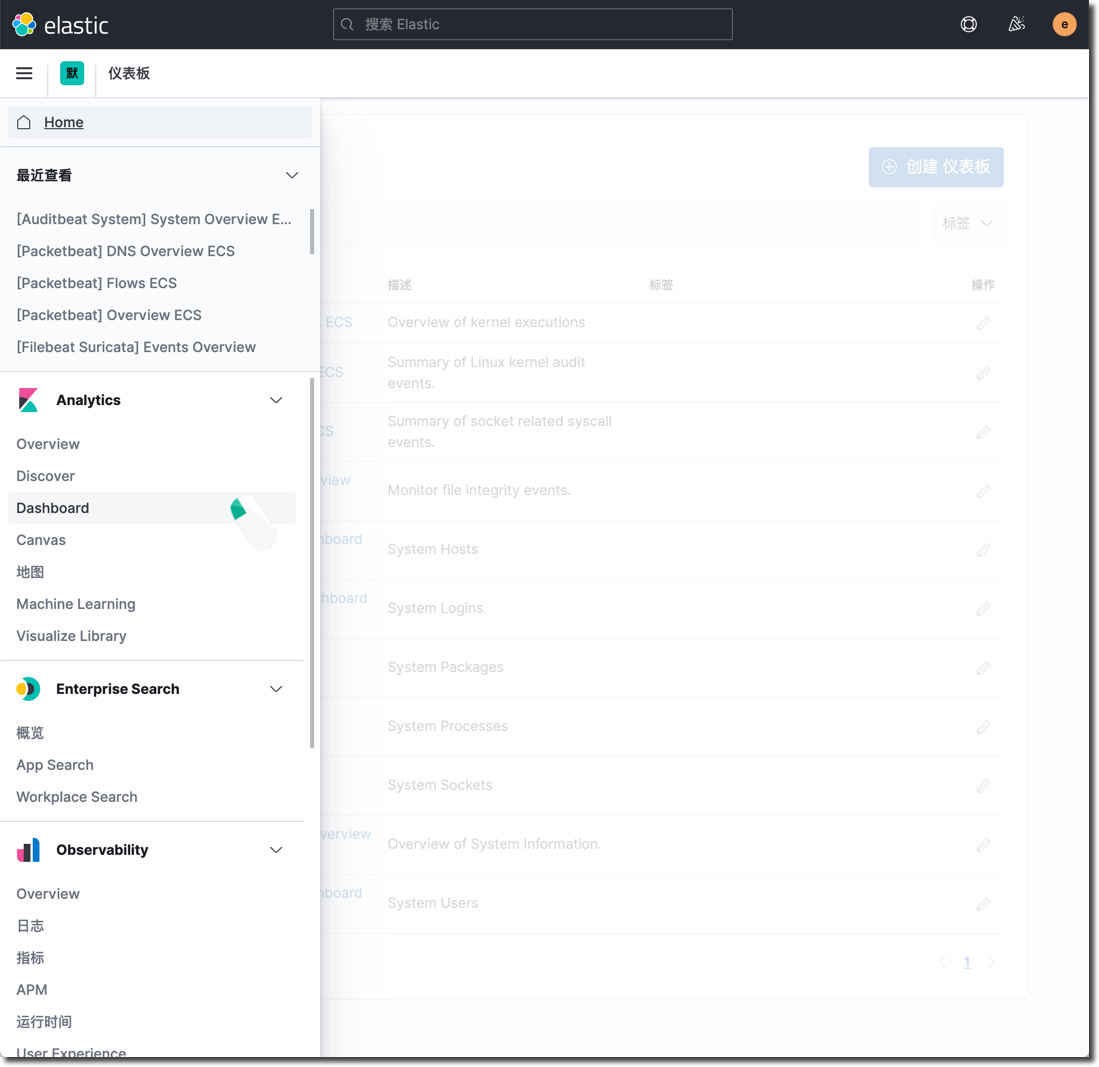 elastic
搜索 Elastic
e
默
仪表板
Home
最近查看
[Auditbeat System] System Overview E...
[Packetbeat] DNS Overview ECS
[Packetbeat] Flows ECS
[Packetbeat] Overview ECS
[Filebeat Suricata] Events Overview
Analytics
Overview
Discover
Dashboard
Canvas
地图
Machine Learning
Visualize Library
Enterprise Search
概览
App Search
Workplace Search
Observability
Overview
日志
指标
APM
运行时间
User Experience
创建 仪表板
标签
描述
标签
操作
ECS
Overview of kernel executions
ECS
Summary of Linux kernel audit
events.
CS
Summary of socket related syscall
events.
view
Monitor file integrity events.
hboard
System Hosts
hboard
System Logins
System Packages
System Processes
System Sockets
verview
Overview of System Information.
hboard
System Users
1